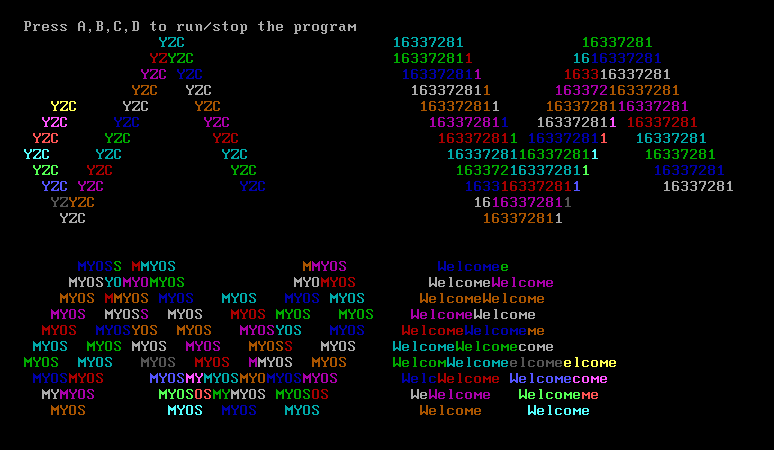 Press A,B,C,D to run/stop the program
YZC 16337281 16337281
YZYZC 163372811 1616337281
YZC YZC 163372811 163316337281
YZC YZC 163372811 16337216337281
YZC YZC YZC 163372811 1633728116337281
YZC YZC YZC 163372811 163372811 16337281
YZC YZC YZC 163372811 163372811 16337281
YZC YZC YZC 16337281163372811 16337281
YZC YZC YZC 163372163372811 16337281
YZC YZC YZC 1633163372811 16337281
YZYZC 16163372811
YZC 163372811
MYOSS MMYOS MMYOS Welcomee
MYOSYOMYOMYOS MYOMYOS WelcomeWelcome
MYOS MMYOS MYOS MYOS MYOS MYOS WelcomeWelcome
MYOS MYOSS MYOS MYOS MYOS MYOS WelcomeWelcome
MYOS MYOSYOS MYOS MYOSYOS MYOS WelcomeWelcomeme
MYOS MYOS MYOS MYOS MYOSS MYOS WelcomeWelcomecome
MYOS MYOS MYOS MYOS MMYOS MYOS WelcomWelcomeelcomeelcome
MYOSMYOS MYOSMYMYOSMYOMYOSMYOS WelcWelcome Welcomecome
MYMYOS MYOSOSMYMYOS MYOSOS WeWelcome Welcomeme
MYOS MYOS MYOS MYOS Welcome Welcome